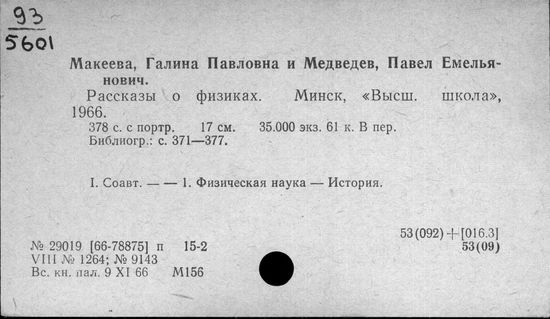 93
5601
Макеева, Галина Павловна и Медведев, Павел Емелья-
нович.
Рассказы о физиках. Минск, «Высш. школа»,
1966.
378 с. с портр. 17 см. 35.000 экз. 61 к. В пер.
Библиогр.: с. 371—377.
I. Соавт. — — 1. Физическая наука — История.
53(092)+[016.3]
53(09)
№ 29019 [66-78875] п 15-2
VIII № 1264; № 9143
Вс. кн. пал. 9 XI 66 М156